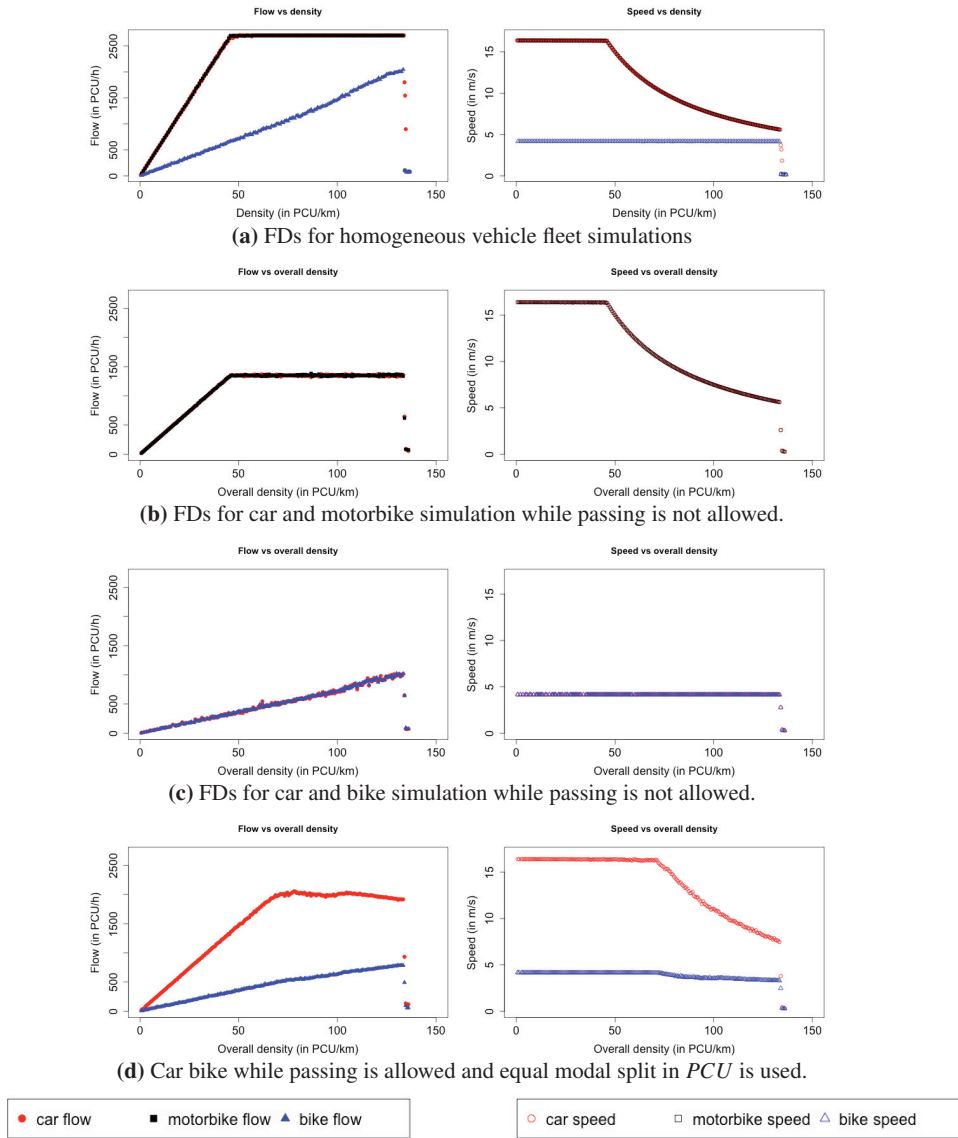 Flow vs density
Speed vs density
Flow (in PCU/h)
0 500 1500 2500
0 50 100 150
Density (in PCU/km)
Speed (in m/s)
0 5 10 15
0 50 100 150
Density (in PCU/km)
(a) FDs for homogeneous vehicle fleet simulations
Flow vs overall density
Speed vs overall density
Flow (in PCU/h)
0 500 1500 2500
0 50 100 150
Overall density (in PCU/km)
Speed (in m/s)
0 5 10 15
0 50 100 150
Overall density (in PCU/km)
(b) FDs for car and motorbike simulation while passing is not allowed.
Flow vs overall density
Speed vs overall density
Flow (in PCU/h)
0 500 1500 2500
0 50 100 150
Overall density (in PCU/km)
Speed (in m/s)
0 5 10 15
0 50 100 150
Overall density (in PCU/km)
(c) FDs for car and bike simulation while passing is not allowed.
Flow vs overall density
Speed vs overall density
Flow (in PCU/h)
0 500 1500 2500
0 50 100 150
Overall density (in PCU/km)
Speed (in m/s)
0 5 10 15
0 50 100 150
Overall density (in PCU/km)
(d) Car bike while passing is allowed and equal modal split in PCU is used.
car flow motorbike flow bike flow
car speed motorbike speed bike speed